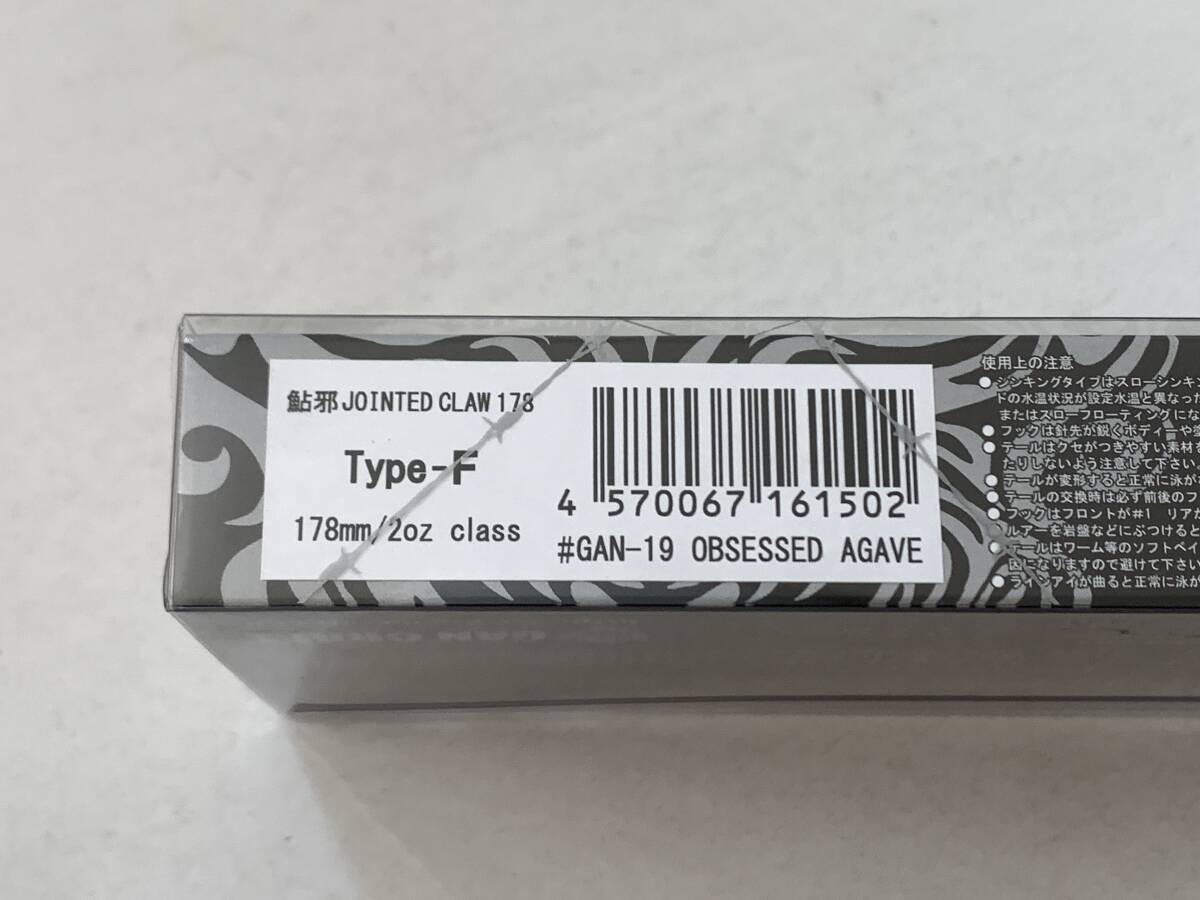 鮎邪JOINTED CLAW 178
Type-F
178mm/2oz class
4 570067 161502
#GAN-19 OBSESSED AGAVE
使用上の注意
●シンキングタイプはスローシンキ
ドの水温状況が設定水温と異なった
またはスローフローティングにな
●フックは針先が鋭くボディーや
●テールはクセがつきやすい素材
たりしないよう注意して下さい
●テールが変形すると正常に泳が
●テールの交換時は必ず前後のフ
●フックはフロントが#1 リアが
●ルアーを岩盤などにぶつけると
●テールはワーム等のソフトベイ
因になりますので避けて下さい
●ラインアイが曲ると正常に泳が